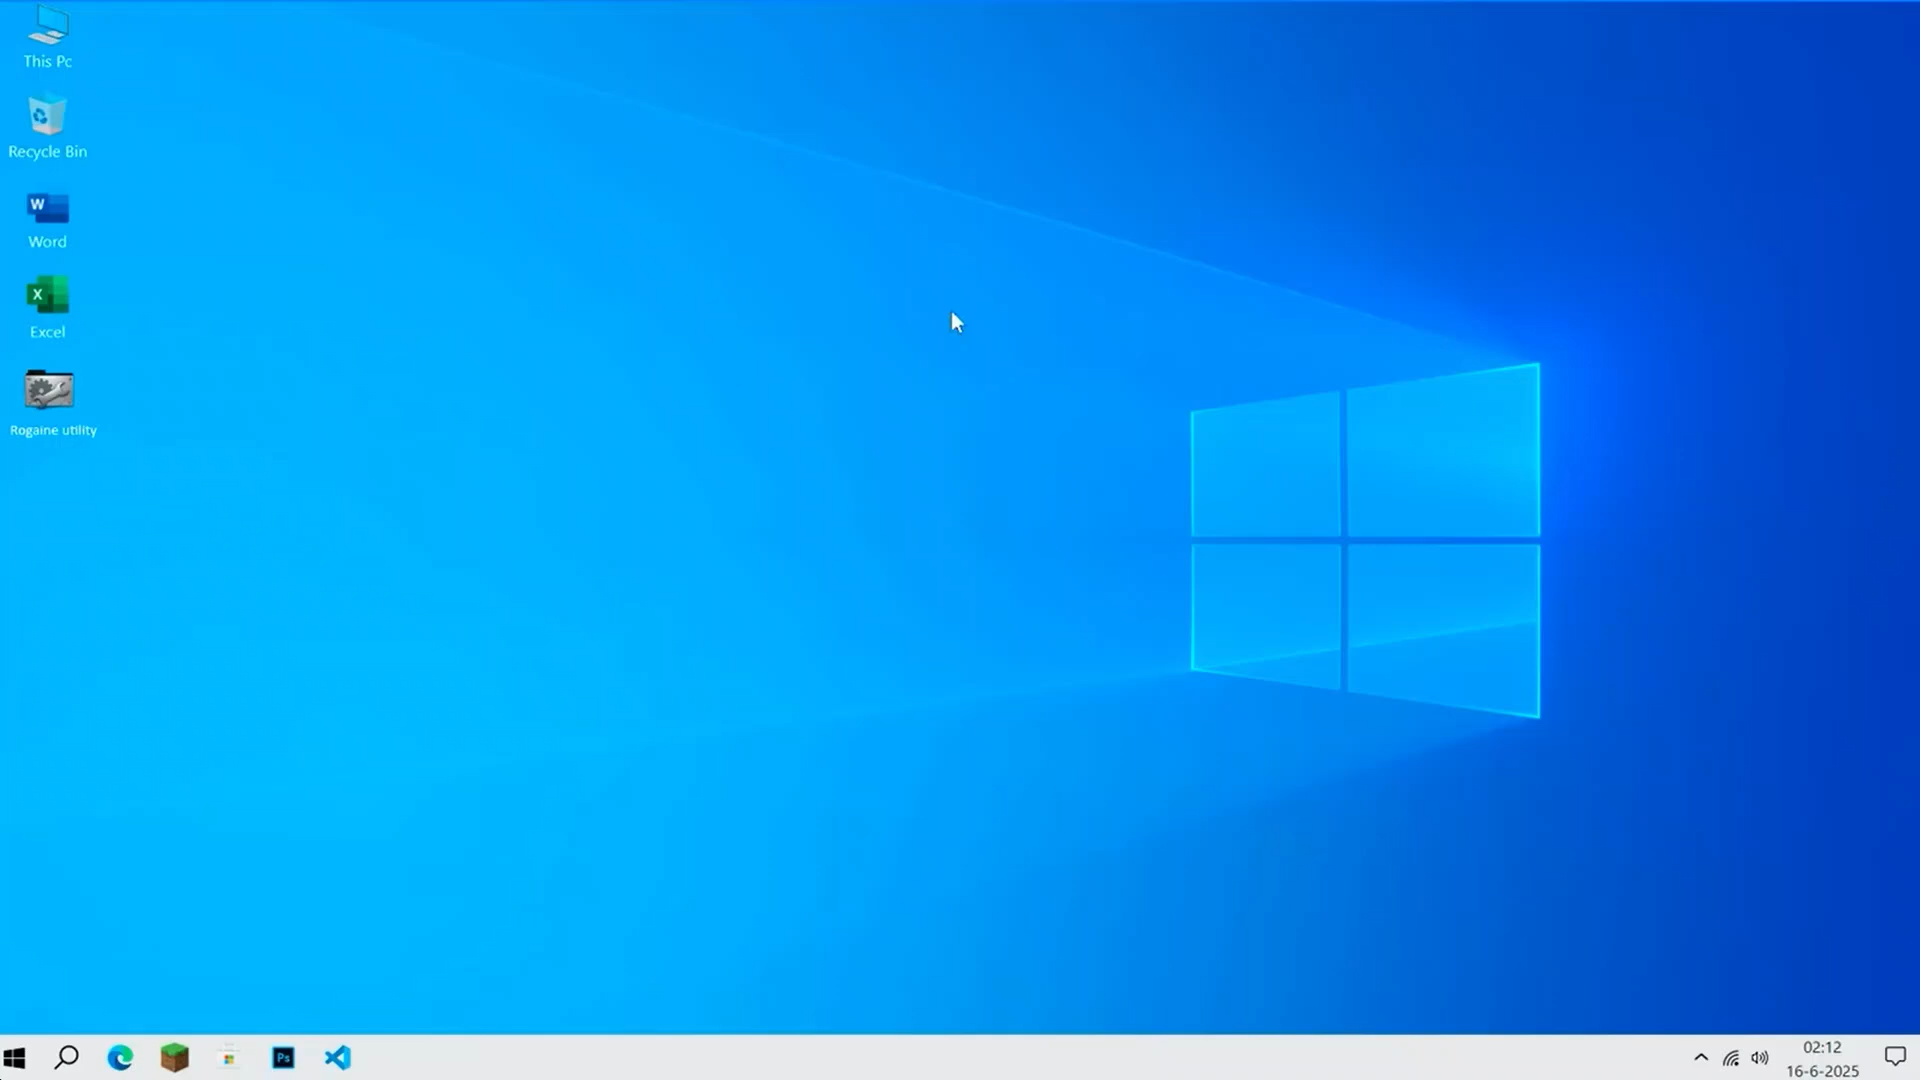 This Pc
Recycle Bin
W
Word
X
Excel
Rogaine utility
Ps
02:12
16-6-2025